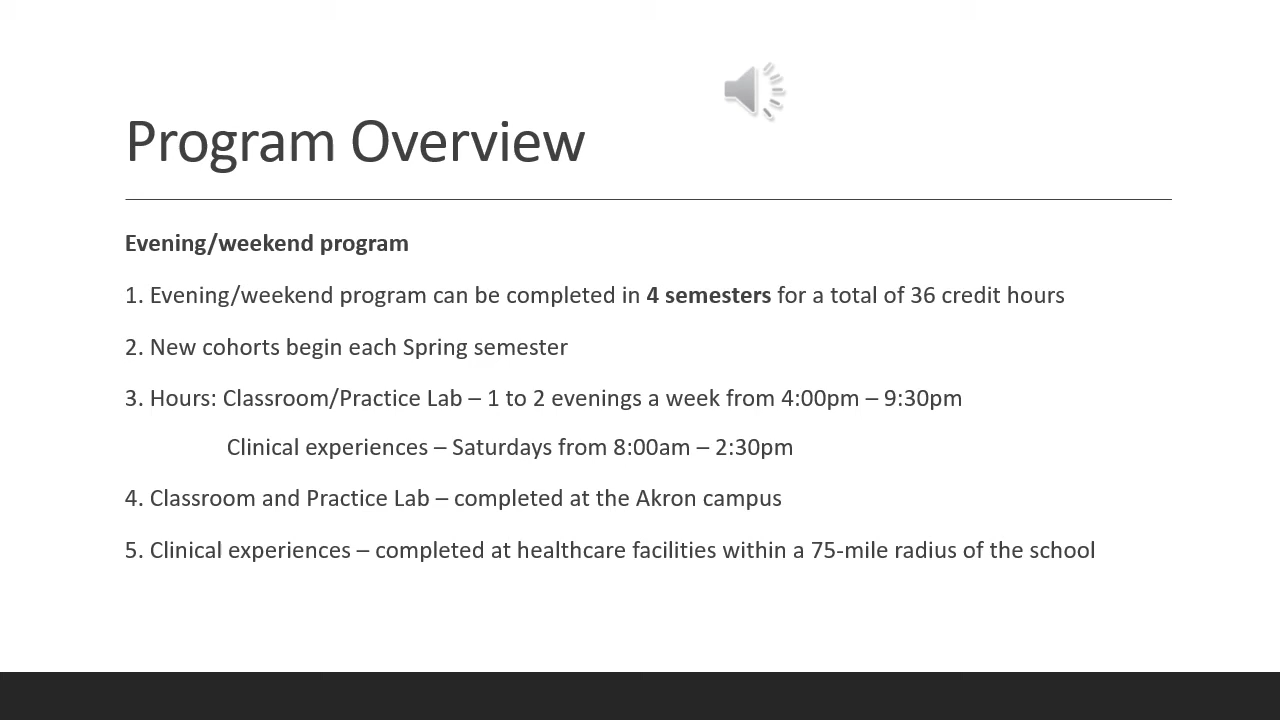 Program Overview
Evening/weekend program
1. Evening/weekend program can be completed in 4 semesters for a total of 36 credit hours
2. New cohorts begin each Spring semester
3. Hours: Classroom/Practice Lab – 1 to 2 evenings a week from 4:00pm – 9:30pm
Clinical experiences – Saturdays from 8:00am – 2:30pm
4. Classroom and Practice Lab – completed at the Akron campus
5. Clinical experiences – completed at healthcare facilities within a 75-mile radius of the school